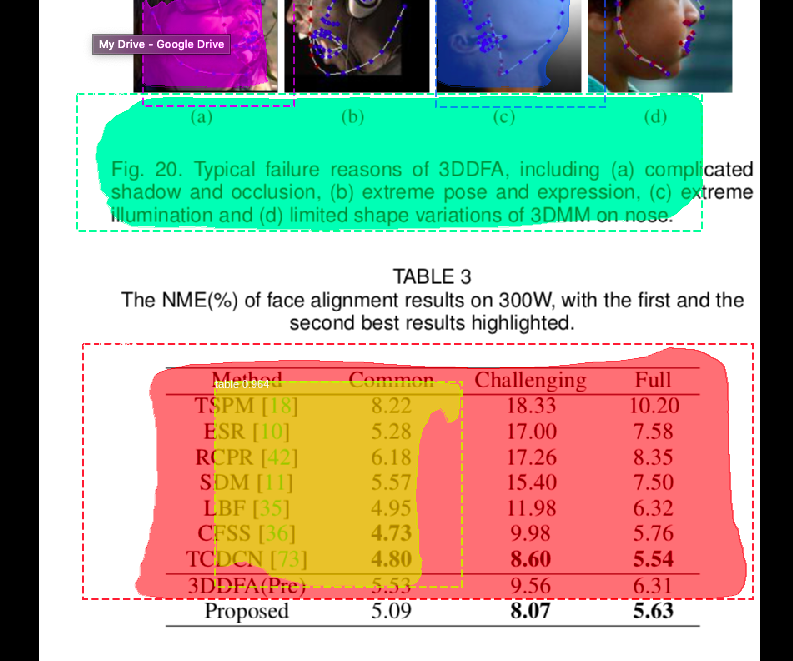 My Drive - Google Drive
(a) (b) (c) (d)
Fig. 20. Typical failure reasons of 3DDFA, including (a) complicated
shadow and occlusion, (b) extreme pose and expression, (c) extreme
illumination and (d) limited shape variations of 3DMM on nose.
TABLE 3
The NME(%) of face alignment results on 300W, with the first and the
second best results highlighted.
Method Common Challenging Full
table 0.964
TSPM [18] 8.22 18.33 10.20
ESR [10] 5.28 17.00 7.58
RCPR [42] 6.18 17.26 8.35
SDM [11] 5.57 15.40 7.50
LBF [35] 4.95 11.98 6.32
CFSS [36] 4.73 9.98 5.76
TCDCN [73] 4.80 8.60 5.54
3DDFA(Pre) 5.53 9.56 6.31
Proposed 5.09 8.07 5.63